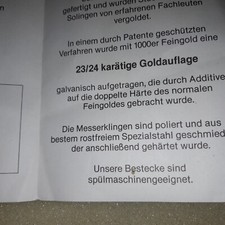 gefertigt und wurden
Solingen von erfahrenen Fachleuten
vergoldet.
In einem durch Patente geschützten
Verfahren wurde mit 1000er Feingold eine
23/24 karätige Goldauflage
galvanisch aufgetragen, die durch Additive
auf die doppelte Härte des normalen
Feingoldes gebracht wurde.
Die Messerklingen sind poliert und aus
bestem rostfreiem Spezialstahl geschmied
der anschließend gehärtet wurde.
Unsere Bestecke sind
spülmaschinengeeignet.